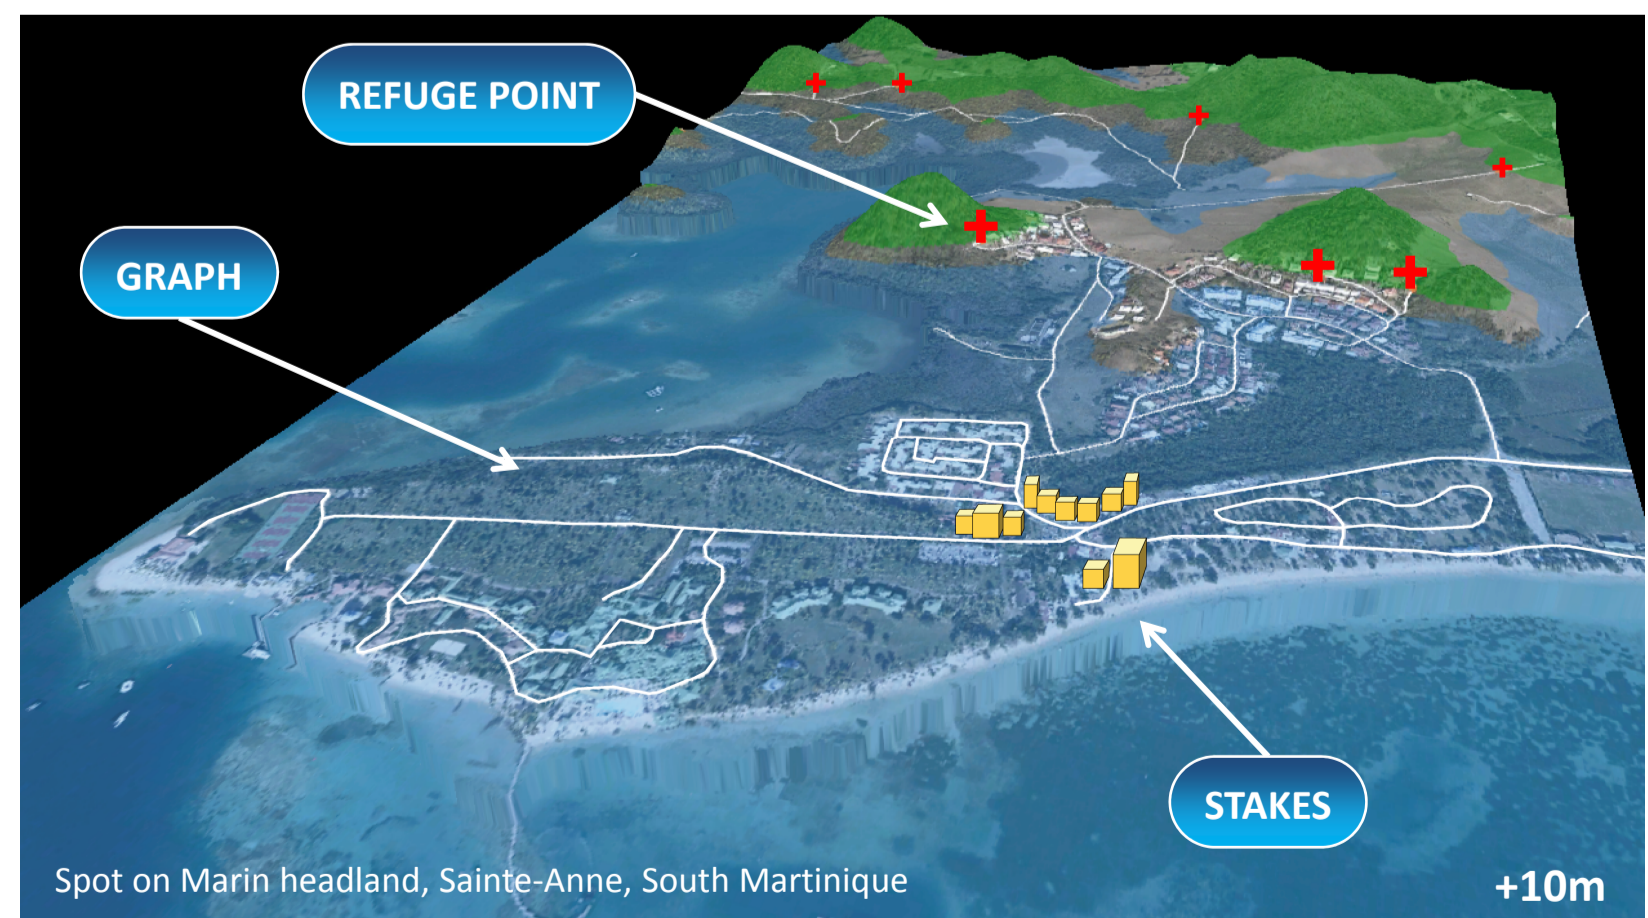 REFUGE POINT
GRAPH
STAKES
Spot on Marin headland, Sainte-Anne, South Martinique
+10m